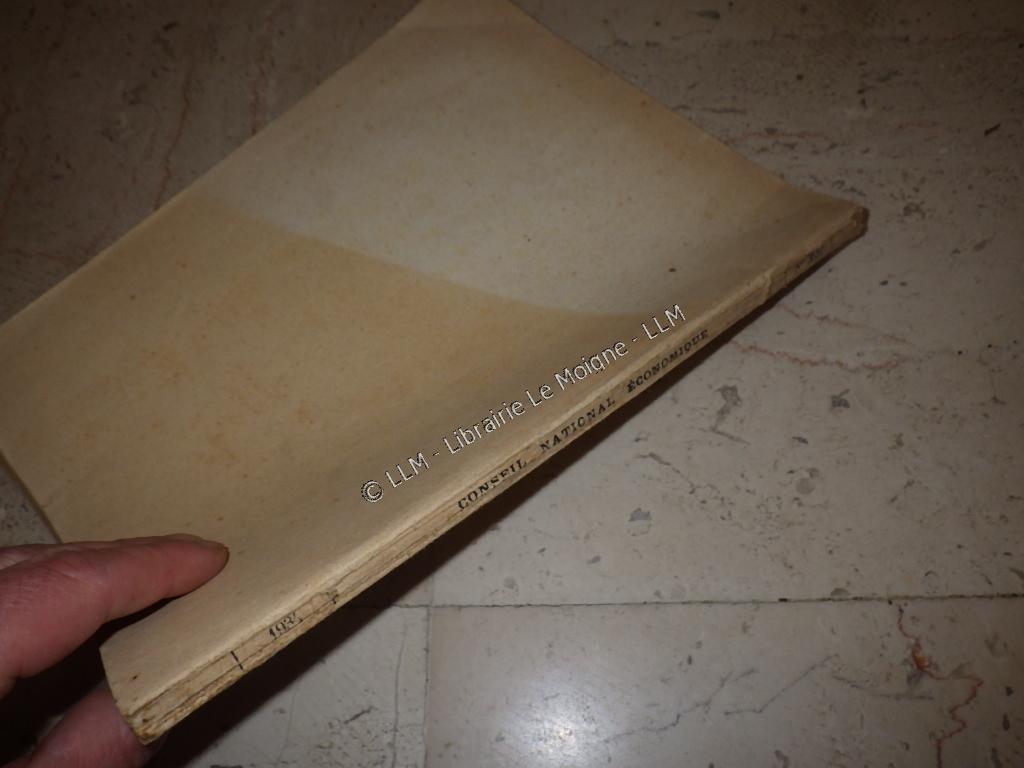 © LLM - Librairie Le Moigne - LLM
CONSEIL NATIONAL ÉCONOMIQUE